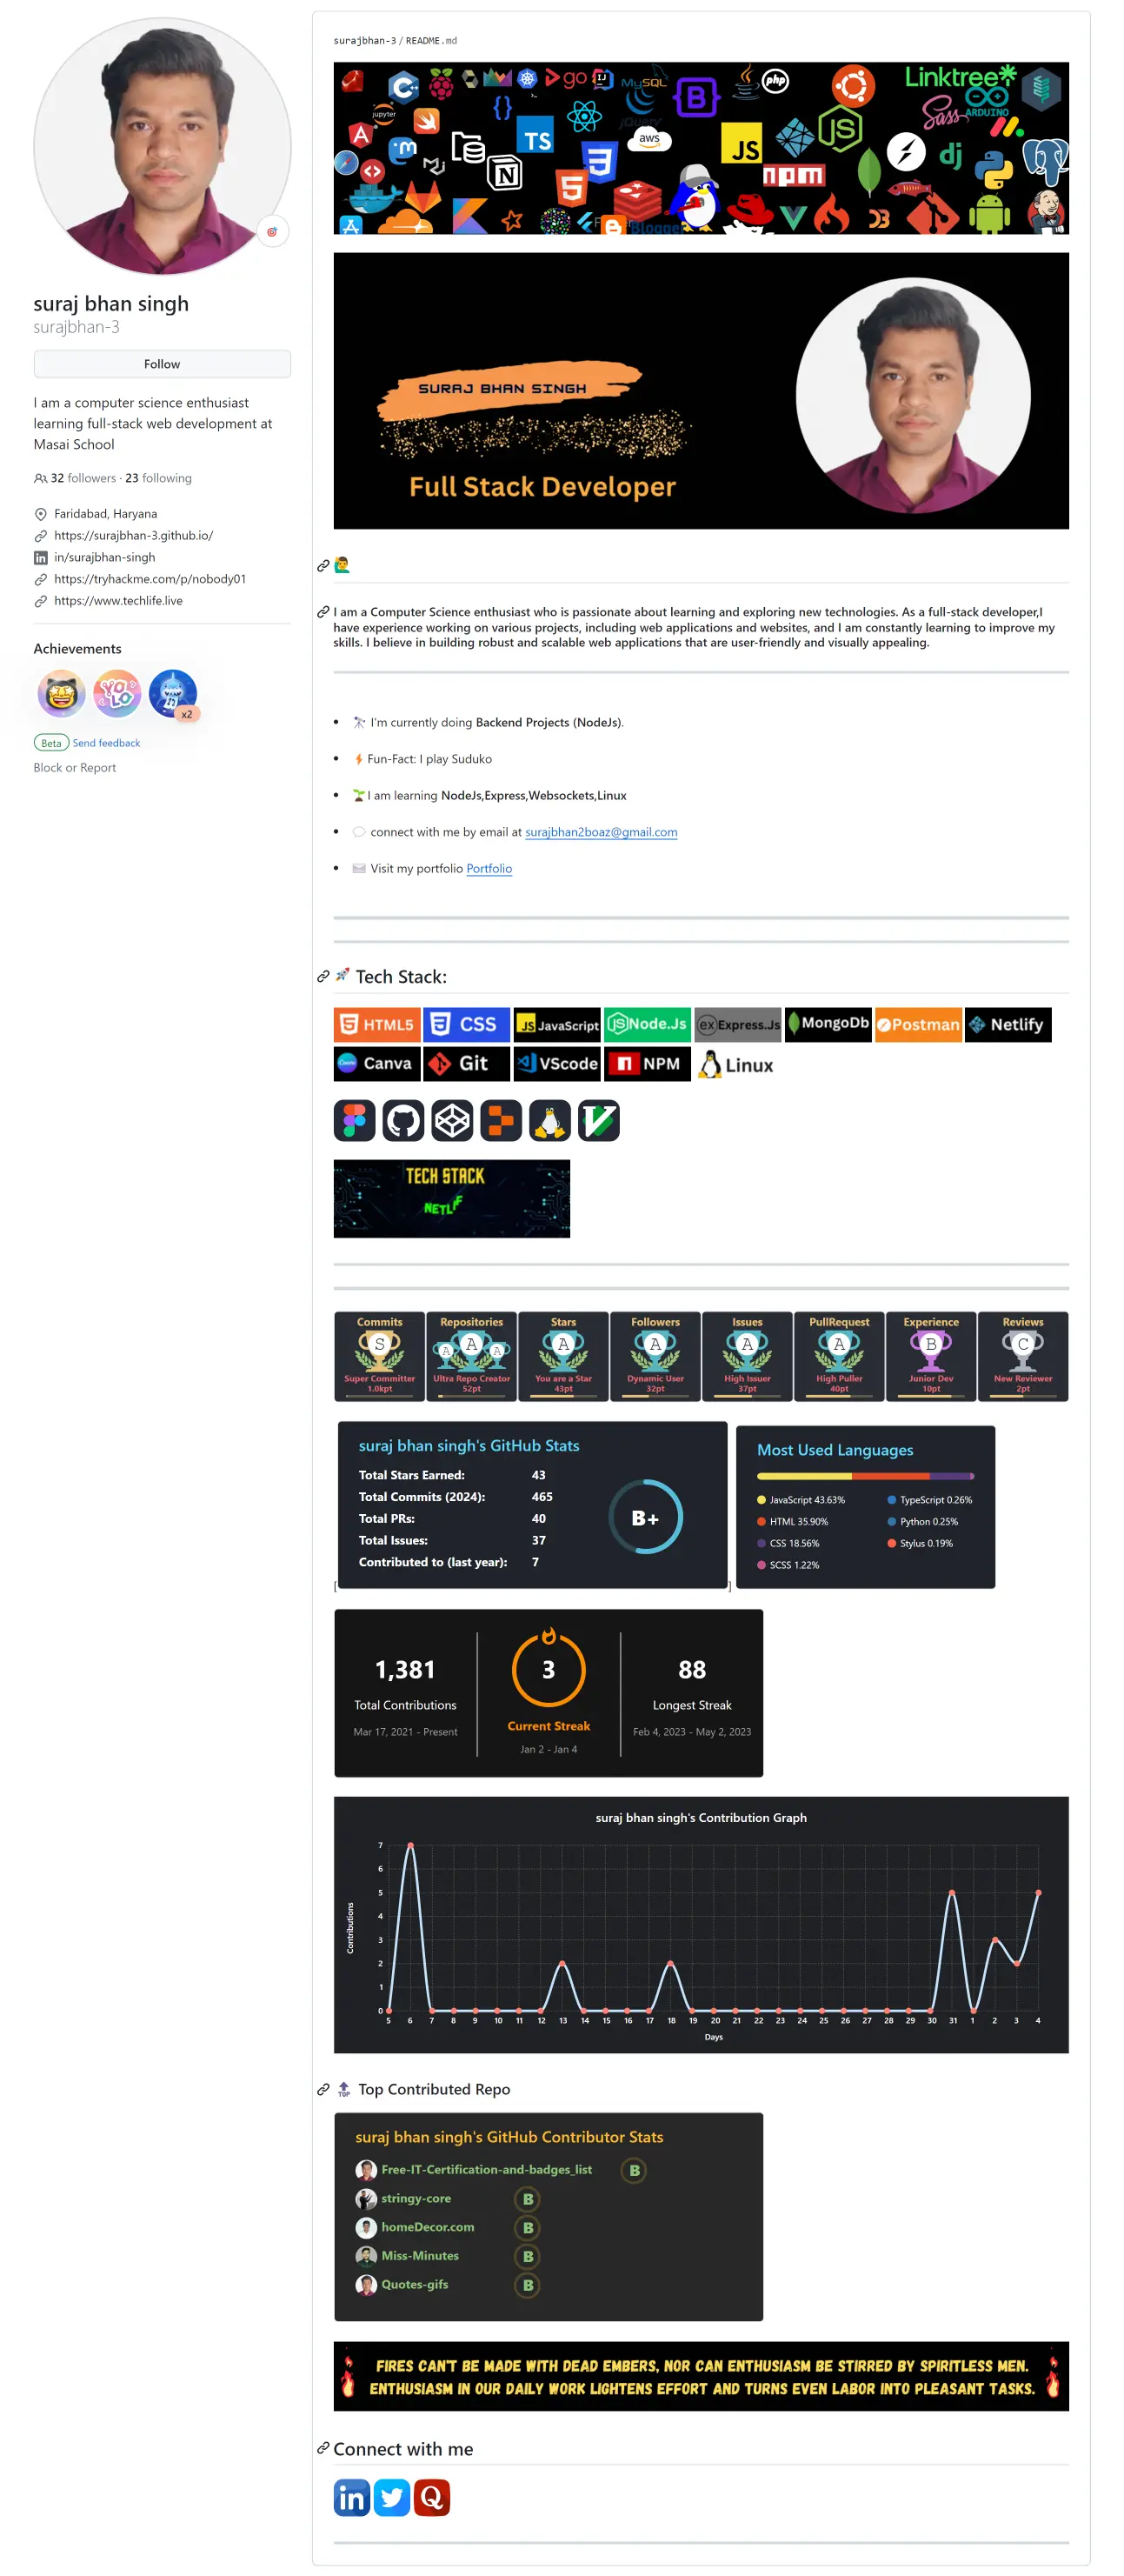 suraj bhan singh
surajbhan-3
Follow
I am a computer science enthusiast
learning full-stack web development at
Masai School
32 followers · 23 following
Faridabad, Haryana
https://surajbhan-3.github.io/
in/surajbhan-singh
https://tryhackme.com/p/nobody01
https://www.techlife.live
Achievements
YOLO
x2
Beta Send feedback
Block or Report
surajbhan-3 / README.md
C++ go IJ MySQL php Linktree
jupyter jQuery B Sass ARDUINO
A TS aws JS JS dj
m N 5 3 npm
Blogger
SURAJ BHAN SINGH
Full Stack Developer
I am a Computer Science enthusiast who is passionate about learning and exploring new technologies. As a full-stack developer,I
have experience working on various projects, including web applications and websites, and I am constantly learning to improve my
skills. I believe in building robust and scalable web applications that are user-friendly and visually appealing.
I'm currently doing Backend Projects (NodeJs).
Fun-Fact: I play Suduko
I am learning NodeJs,Express,Websockets,Linux
connect with me by email at surajbhan2boaz@gmail.com
Visit my portfolio Portfolio
Tech Stack:
HTML5 CSS JS JavaScript Node.Js ex Express.Js MongoDb Postman Netlify
Canva Git VScode NPM Linux
TECH STACK
NETLIF
Commits Repositories Stars Followers Issues PullRequest Experience Reviews
S A A A A A A A B C
Super Committer Ultra Repo Creator You are a Star Dynamic User High Issuer High Puller Junior Dev New Reviewer
1.0kpt 52pt 43pt 32pt 37pt 40pt 10pt 2pt
suraj bhan singh's GitHub Stats
Total Stars Earned: 43
Total Commits (2024): 465
Total PRs: 40
Total Issues: 37
Contributed to (last year): 7
B+
[ ]
Most Used Languages
JavaScript 43.63% TypeScript 0.26%
HTML 35.90% Python 0.25%
CSS 18.56% Stylus 0.19%
SCSS 1.22%
1,381
Total Contributions
Mar 17, 2021 - Present
3
Current Streak
Jan 2 - Jan 4
88
Longest Streak
Feb 4, 2023 - May 2, 2023
suraj bhan singh's Contribution Graph
Contributions
7
6
5
4
3
2
1
0
5 6 7 8 9 10 11 12 13 14 15 16 17 18 19 20 21 22 23 24 25 26 27 28 29 30 31 1 2 3 4
Days
TOP Top Contributed Repo
suraj bhan singh's GitHub Contributor Stats
Free-IT-Certification-and-badges_list B
stringy-core B
homeDecor.com B
Miss-Minutes B
Quotes-gifs B
FIRES CAN'T BE MADE WITH DEAD EMBERS, NOR CAN ENTHUSIASM BE STIRRED BY SPIRITLESS MEN.
ENTHUSIASM IN OUR DAILY WORK LIGHTENS EFFORT AND TURNS EVEN LABOR INTO PLEASANT TASKS.
Connect with me
in Q